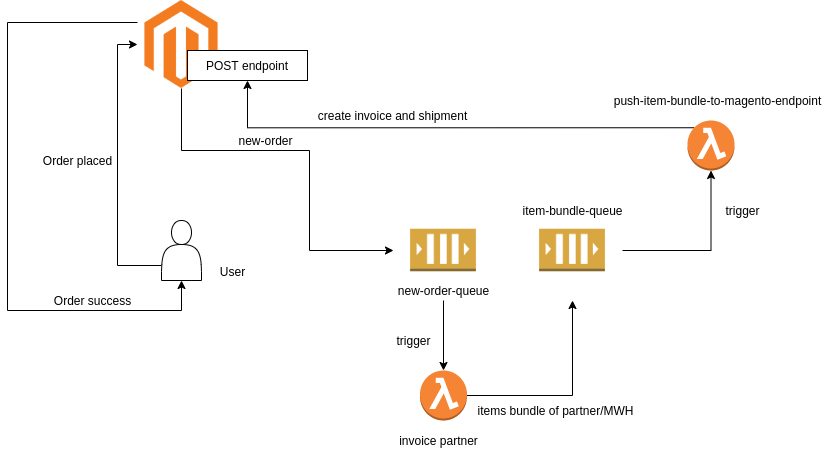 POST endpoint
push-item-bundle-to-magento-endpoint
create invoice and shipment
new-order
Order placed
item-bundle-queue
trigger
User
new-order-queue
Order success
trigger
items bundle of partner/MWH
invoice partner